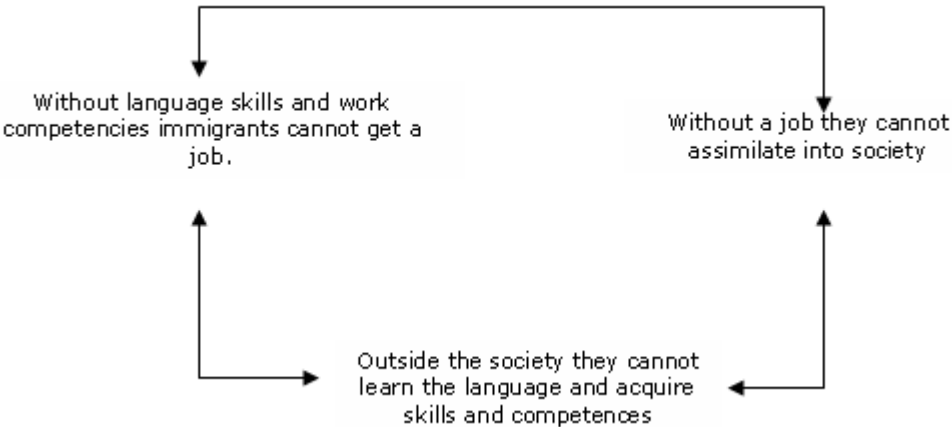 Without language skills and work
competencies immigrants cannot get a
job.
Without a job they cannot
assimilate into society
Outside the society they cannot
learn the language and acquire
skills and competences